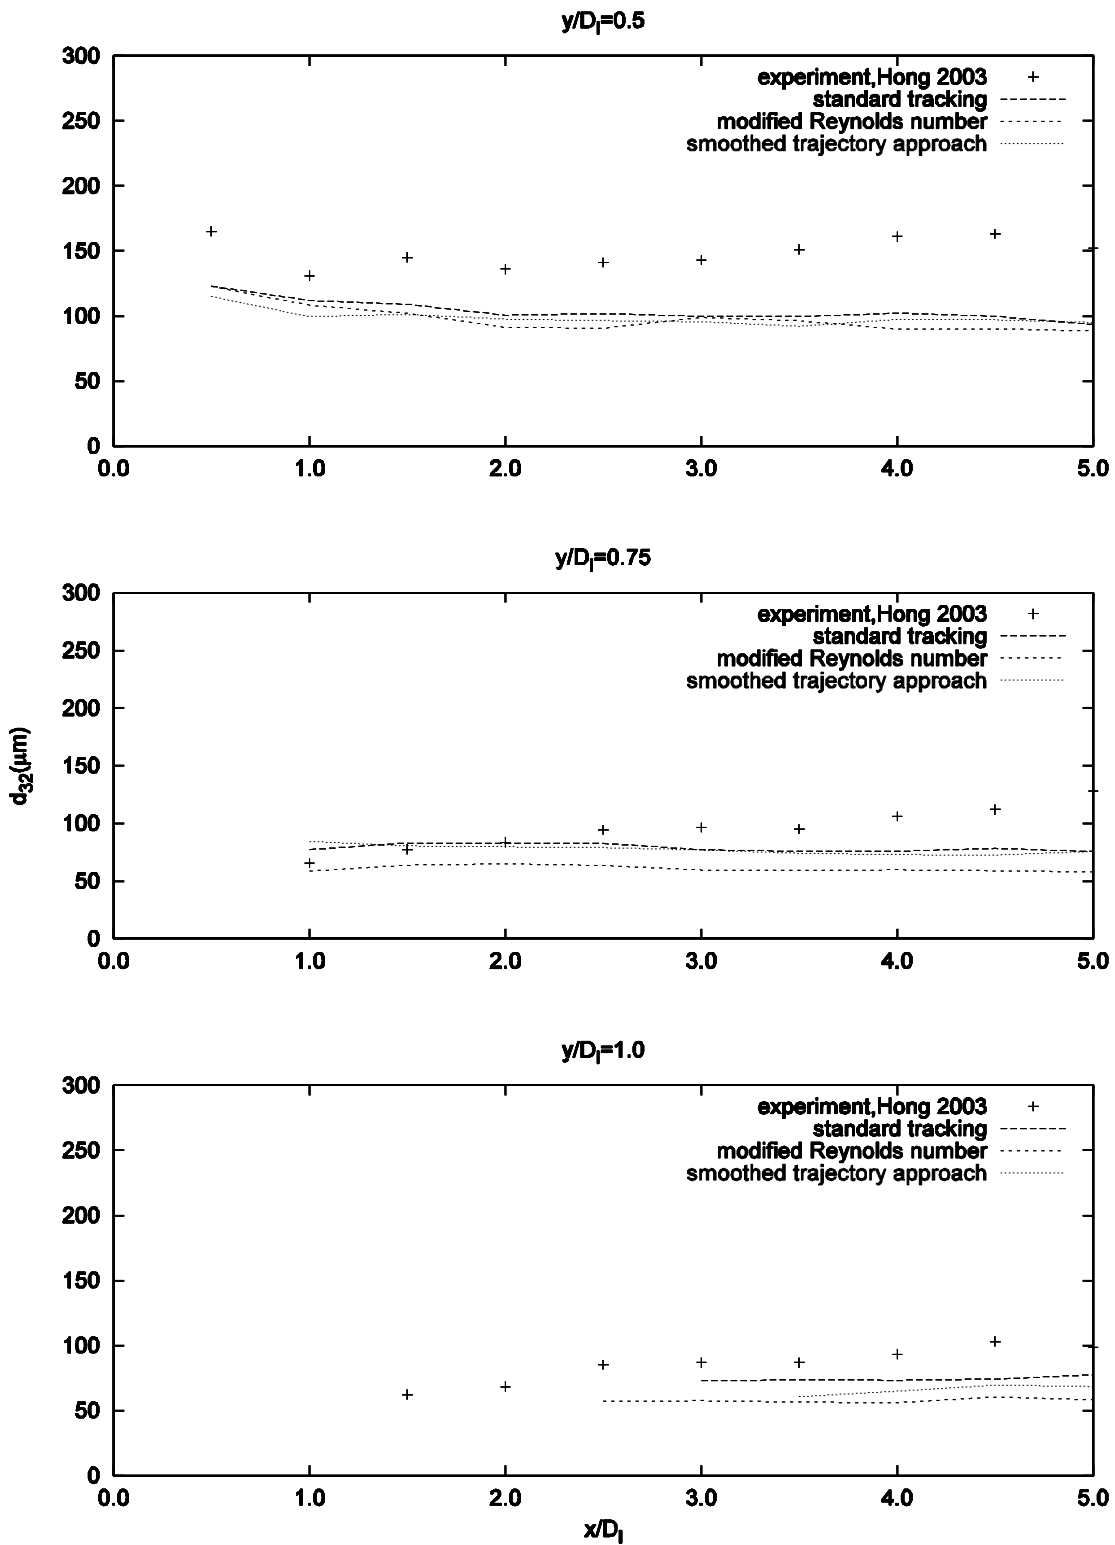 y/Dl=0.5
300
250
200
150
100
50
0
experiment,Hong 2003
standard tracking
modified Reynolds number
smoothed trajectory approach
0.0 1.0 2.0 3.0 4.0 5.0
y/Dl=0.75
300
250
200
150
100
50
0
experiment,Hong 2003
standard tracking
modified Reynolds number
smoothed trajectory approach
0.0 1.0 2.0 3.0 4.0 5.0
d32(μm)
y/Dl=1.0
300
250
200
150
100
50
0
experiment,Hong 2003
standard tracking
modified Reynolds number
smoothed trajectory approach
0.0 1.0 2.0 3.0 4.0 5.0
x/Dl